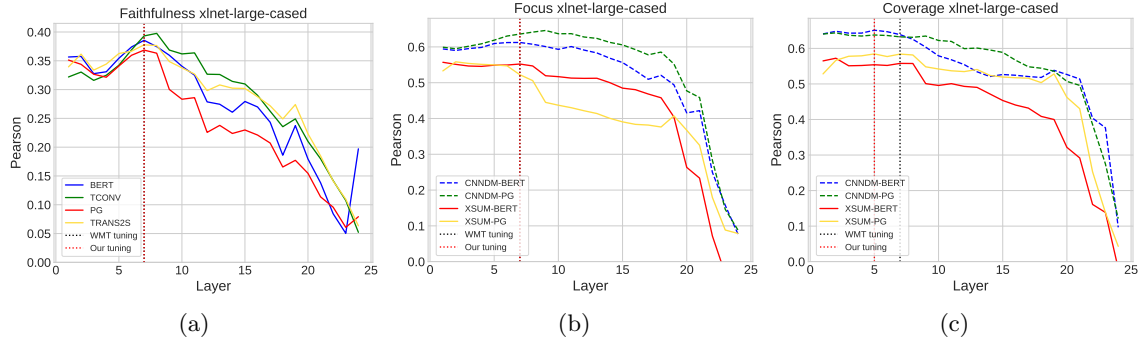 Faithfulness xlnet-large-cased
0.40
0.35
0.30
0.25
0.20
0.15
0.10
0.05
0.00
Pearson
BERT
TCONV
PG
TRANS2S
WMT tuning
Our tuning
0 5 10 15 20 25
Layer
(a)
Focus xlnet-large-cased
0.6
0.5
0.4
0.3
0.2
0.1
0.0
Pearson
CNNDM-BERT
CNNDM-PG
XSUM-BERT
XSUM-PG
WMT tuning
Our tuning
0 5 10 15 20 25
Layer
(b)
Coverage xlnet-large-cased
0.6
0.5
0.4
0.3
0.2
0.1
0.0
Pearson
CNNDM-BERT
CNNDM-PG
XSUM-BERT
XSUM-PG
WMT tuning
Our tuning
0 5 10 15 20 25
Layer
(c)